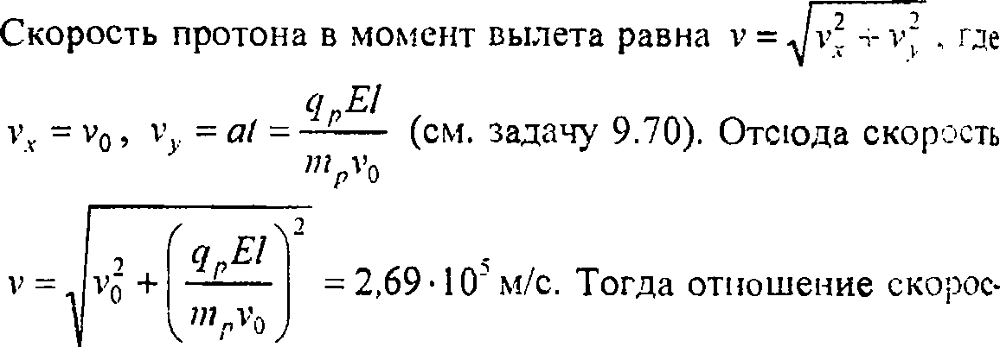 Скорость протона в момент вылета равна $v = \sqrt{v_x^2 + v_y^2}$, где
$v_x = v_0$, $v_y = at = \frac{q_p El}{m_p v_0}$ (см. задачу 9.70). Отсюда скорость
$v = \sqrt{v_0^2 + \left(\frac{q_p El}{m_p v_0}\right)^2} = 2,69 \cdot 10^5$ м/с. Тогда отношение скорос-